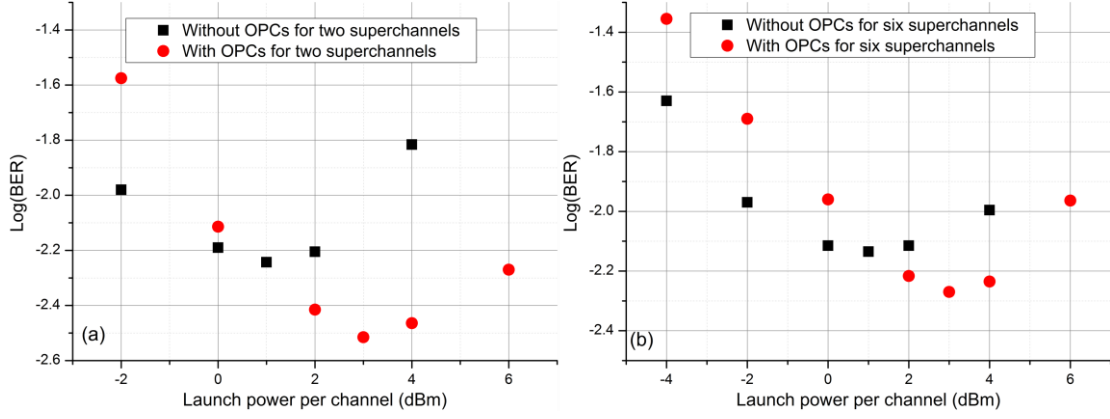 -1.4
-1.6
-1.8
-2.0
-2.2
-2.4
-2.6
Log(BER)
Without OPCs for two superchannels
With OPCs for two superchannels
(a)
-2
0
2
4
6
Launch power per channel (dBm)
-1.4
-1.6
-1.8
-2.0
-2.2
-2.4
Log(BER)
Without OPCs for six superchannels
With OPCs for six superchannels
(b)
-4
-2
0
2
4
6
Launch power per channel (dBm)